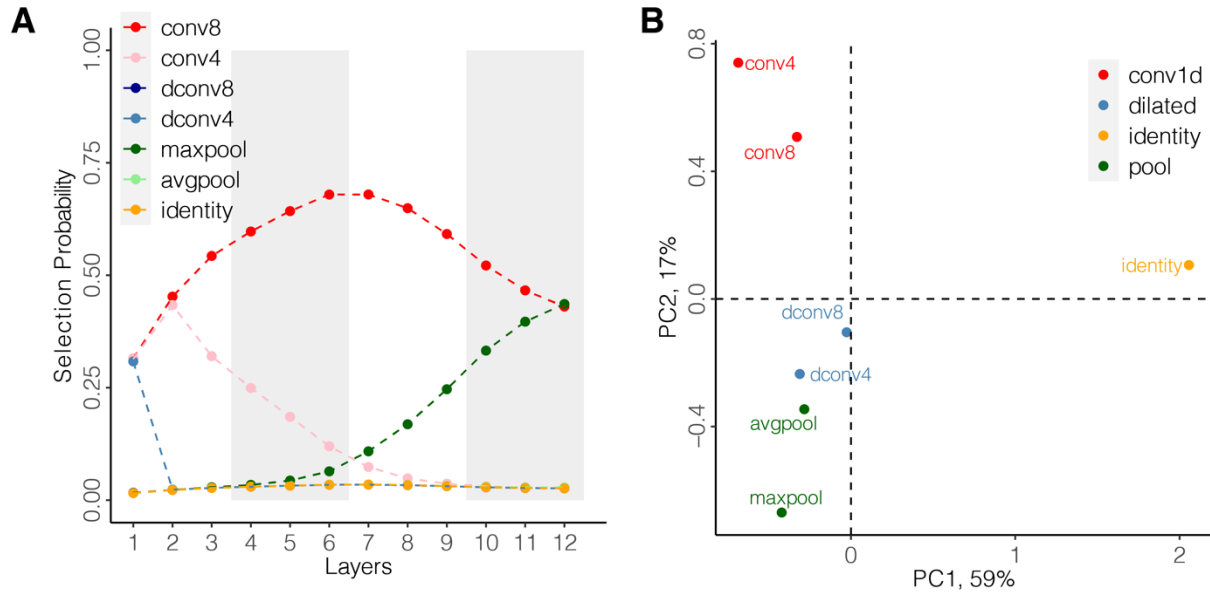 A
Selection Probability
1.00
0.75
0.50
0.25
0.00
conv8
conv4
dconv8
dconv4
maxpool
avgpool
identity
1 2 3 4 5 6 7 8 9 10 11 12
Layers
B
PC2, 17%
0.8
0.4
0.0
−0.4
conv4
conv8
identity
dconv8
dconv4
avgpool
maxpool
conv1d
dilated
identity
pool
0 1 2
PC1, 59%